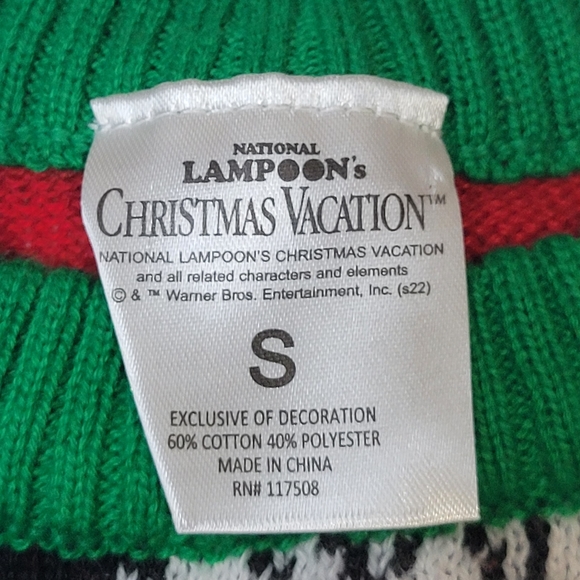 NATIONAL
LAMPOON's
CHRISTMAS VACATION™
NATIONAL LAMPOON'S CHRISTMAS VACATION
and all related characters and elements
© & ™ Warner Bros. Entertainment, Inc. (s22)
S
EXCLUSIVE OF DECORATION
60% COTTON 40% POLYESTER
MADE IN CHINA
RN# 117508